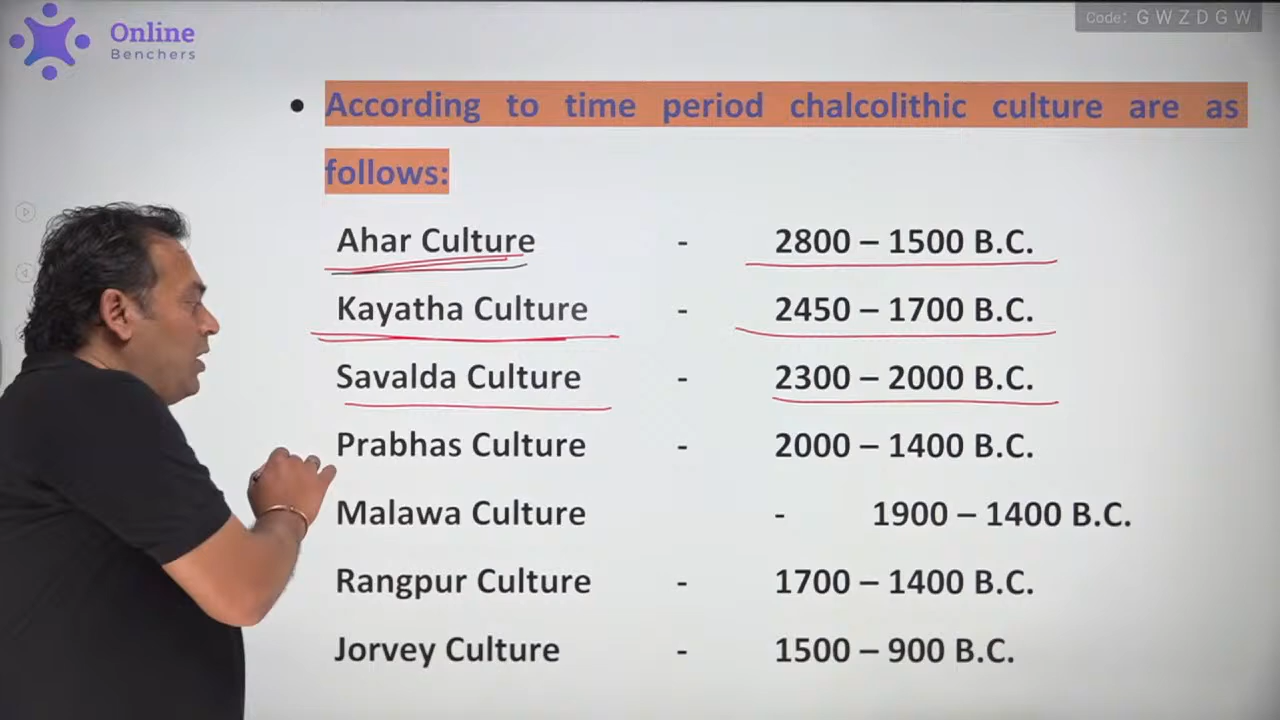 Online
Benchers
Code: G W Z D G W
• According to time period chalcolithic culture are as
follows:
Ahar Culture - 2800 – 1500 B.C.
Kayatha Culture - 2450 – 1700 B.C.
Savalda Culture - 2300 – 2000 B.C.
Prabhas Culture - 2000 – 1400 B.C.
Malawa Culture - 1900 – 1400 B.C.
Rangpur Culture - 1700 – 1400 B.C.
Jorvey Culture - 1500 – 900 B.C.